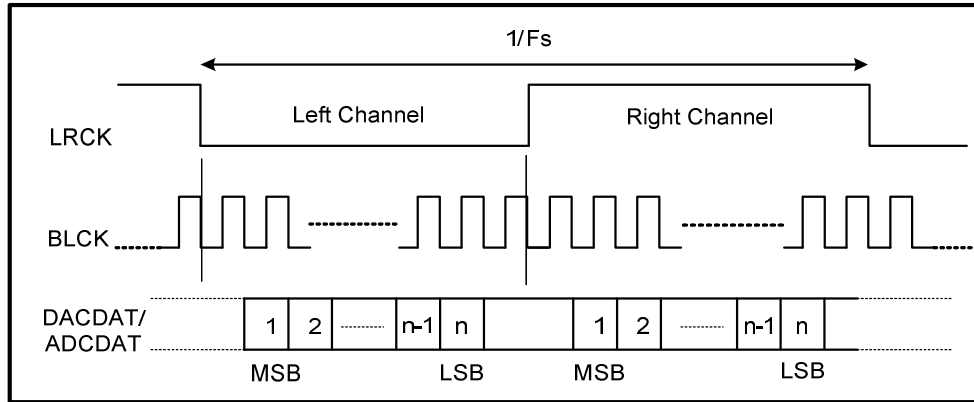 1/Fs
Left Channel
Right Channel
LRCK
BLCK
DACDAT/
ADCDAT
1 2 n-1 n 1 2 n-1 n
MSB LSB MSB LSB